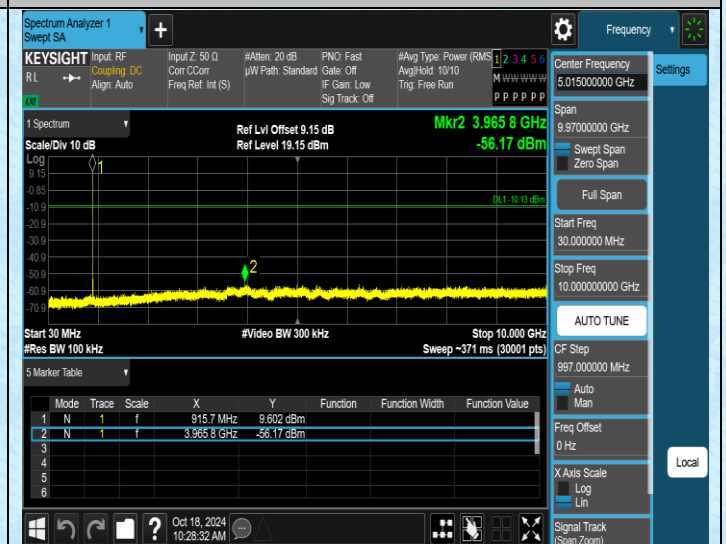 Spectrum Analyzer 1
Swept SA
Frequency
KEYSIGHT Input: RF Input Z: 50 Ω #Atten: 20 dB PNO: Fast #Avg Type: Power (RMS 1 2 3 4 5 6
RL Coupling: DC Corr CCorr µW Path: Standard Gate: Off Avg|Hold: 10/10 M W W W W W
Align: Auto Freq Ref: Int (S) IF Gain: Low Trig: Free Run
Sig Track: Off P P P P P P
LXI
1 Spectrum
Ref Lvl Offset 9.15 dB Mkr2 3.965 8 GHz
Scale/Div 10 dB Ref Level 19.15 dBm -56.17 dBm
Log
9.15
-0.85
-10.9
-20.9
-30.9
-40.9
-50.9
-60.9
-70.9
1
DL1 -10.13 dBm
2
Start 30 MHz #Video BW 300 kHz Stop 10.000 GHz
#Res BW 100 kHz Sweep ~371 ms (30001 pts)
5 Marker Table
Mode Trace Scale X Y Function Function Width Function Value
1 N 1 f 915.7 MHz 9.602 dBm
2 N 1 f 3.965 8 GHz -56.17 dBm
3
4
5
6
Oct 18, 2024
10:28:32 AM
?
Center Frequency
5.015000000 GHz
Span
9.97000000 GHz
Swept Span
Zero Span
Full Span
Start Freq
30.000000 MHz
Stop Freq
10.000000000 GHz
AUTO TUNE
CF Step
997.000000 MHz
Auto
Man
Freq Offset
0 Hz
X Axis Scale
Log
Lin
Signal Track
(Span Zoom)
Settings
Local